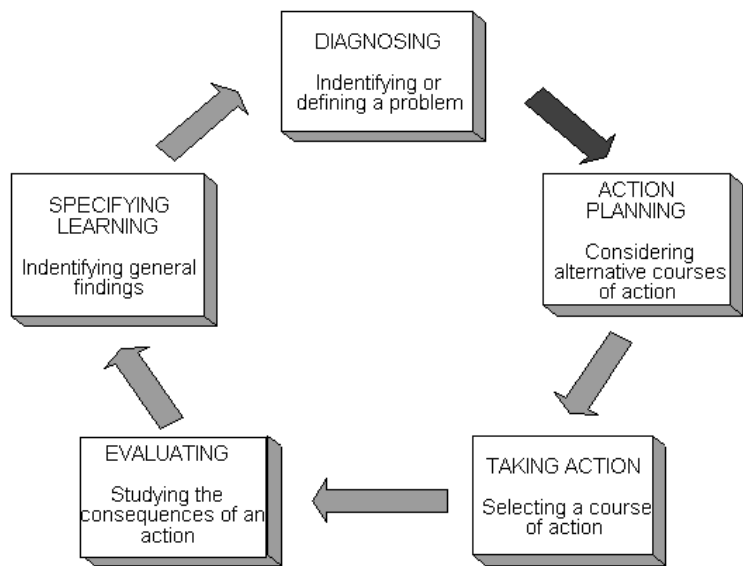 DIAGNOSING
Indentifying or
defining a problem
ACTION
PLANNING
Considering
alternative courses
of action
TAKING ACTION
Selecting a course
of action
EVALUATING
Studying the
consequences of an
action
SPECIFYING
LEARNING
Indentifying general
findings